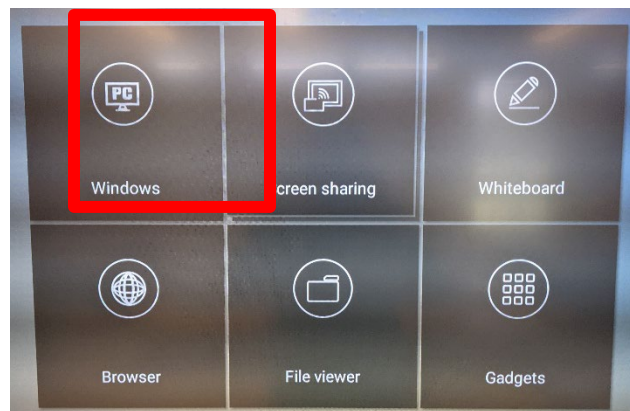 PC
Windows
creen sharing
Whiteboard
Browser
File viewer
Gadgets